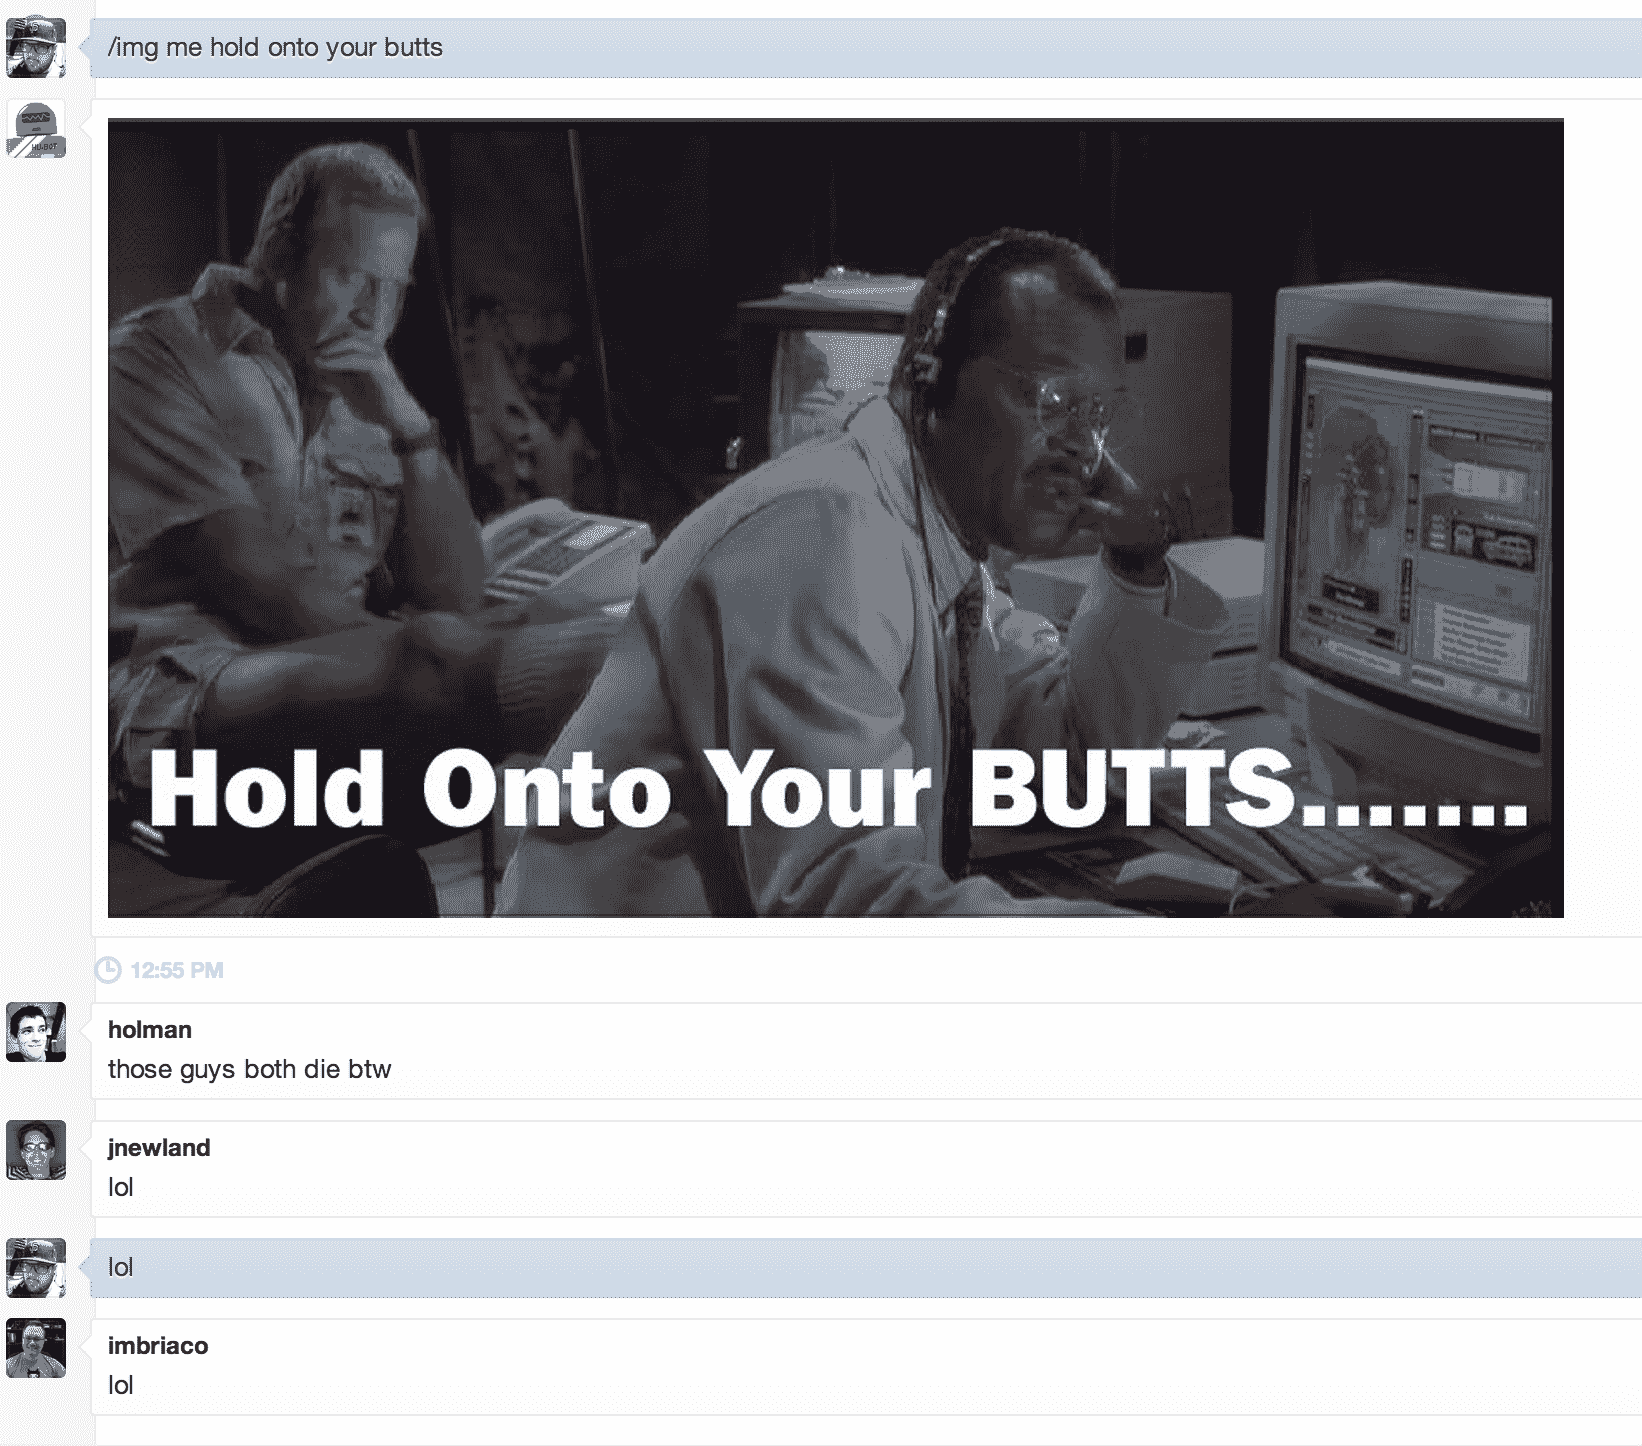 /img me hold onto your butts
HUBOT
Hold Onto Your BUTTS.......
12:55 PM
holman
those guys both die btw
jnewland
lol
lol
imbriaco
lol